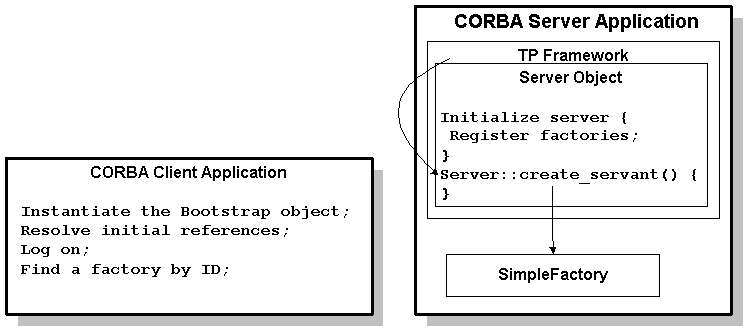 CORBA Server Application
TP Framework
Server Object
Initialize server {
Register factories;
}
Server::create_servant() {
}
SimpleFactory
CORBA Client Application
Instantiate the Bootstrap object;
Resolve initial references;
Log on;
Find a factory by ID;